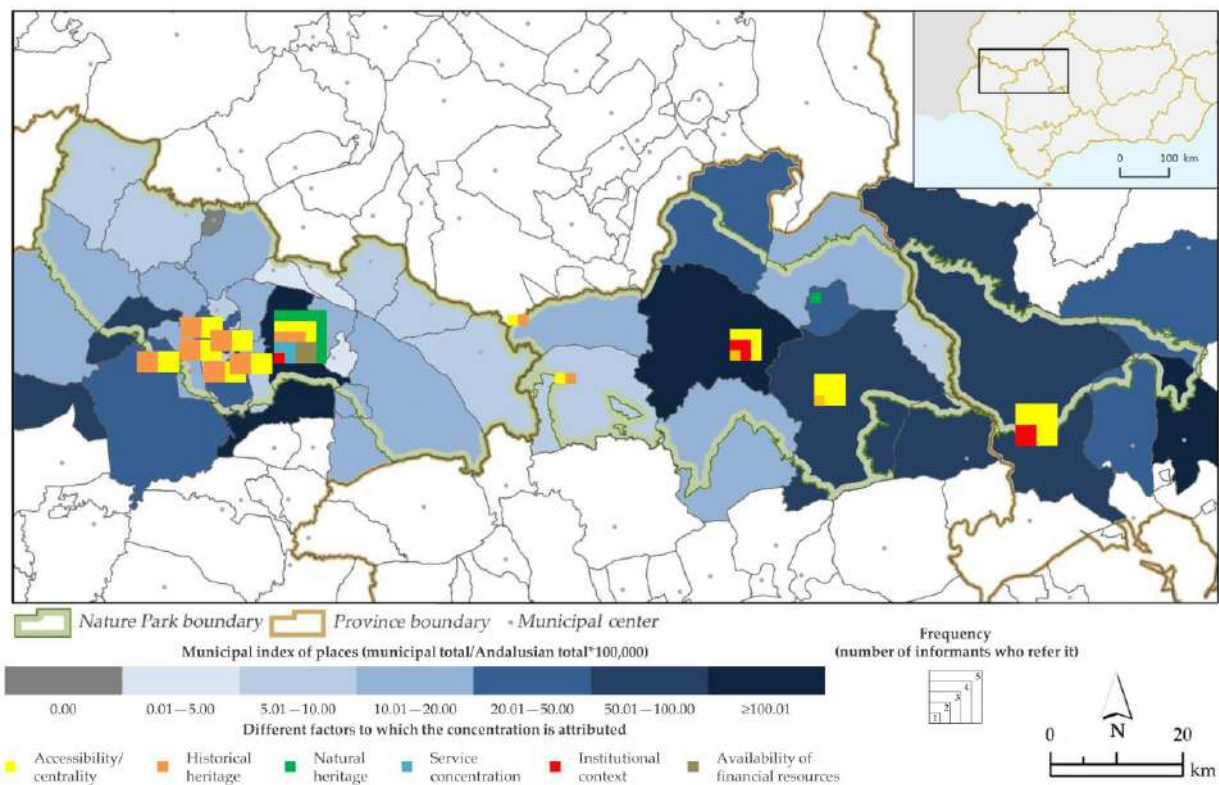 0 100 km
Nature Park boundary Province boundary Municipal center
Municipal index of places (municipal total/Andalusian total*100,000)
0.00 0.01—5.00 5.01—10.00 10.01—20.00 20.01—50.00 50.01—100.00 ≥100.01
Different factors to which the concentration is attributed
Accessibility/
centrality
Historical
heritage
Natural
heritage
Service
concentration
Institutional
context
Availability of
financial resources
Frequency
(number of informants who refer it)
1 2 3 4 5
N
0 20
km